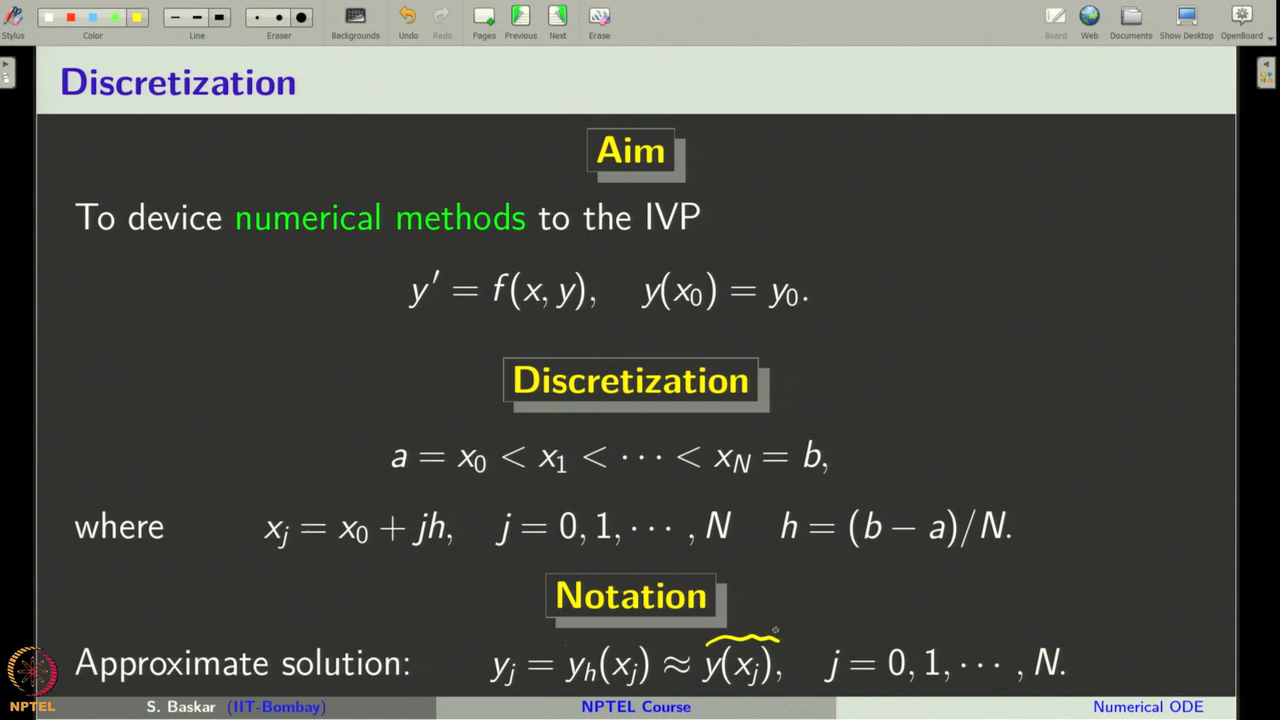 Stylus Color Line Eraser Backgrounds Undo Redo Pages Previous Next Erase Board Web Documents Show Desktop OpenBoard
Discretization
Aim
To device numerical methods to the IVP
y′ = f(x, y), y(x₀) = y₀.
Discretization
a = x₀ < x₁ < · · · < x_N = b,
where x_j = x₀ + jh, j = 0, 1, · · · , N h = (b − a)/N.
Notation
Approximate solution: y_j = y_h(x_j) ≈ y(x_j), j = 0, 1, · · · , N.
NPTEL S. Baskar (IIT-Bombay) NPTEL Course Numerical ODE